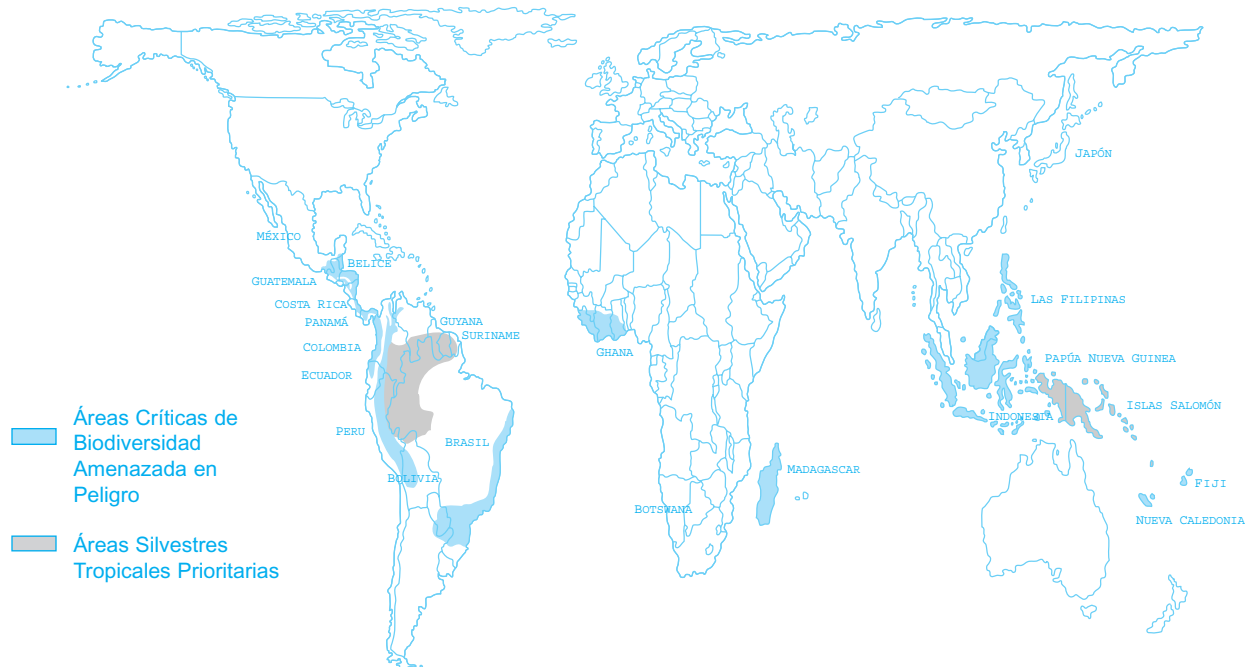 JAPÓN
MÉXICO
BELICE
GUATEMALA
COSTA RICA
PANAMÁ
GUYANA
SURINAME
COLOMBIA
ECUADOR
PERU
BRASIL
BOLIVIA
GHANA
MADAGASCAR
BOTSWANA
LAS FILIPINAS
PAPÚA NUEVA GUINEA
INDONESIA
ISLAS SALOMÓN
FIJI
NUEVA CALEDONIA
Áreas Críticas de
Biodiversidad
Amenazada en
Peligro
Áreas Silvestres
Tropicales Prioritarias